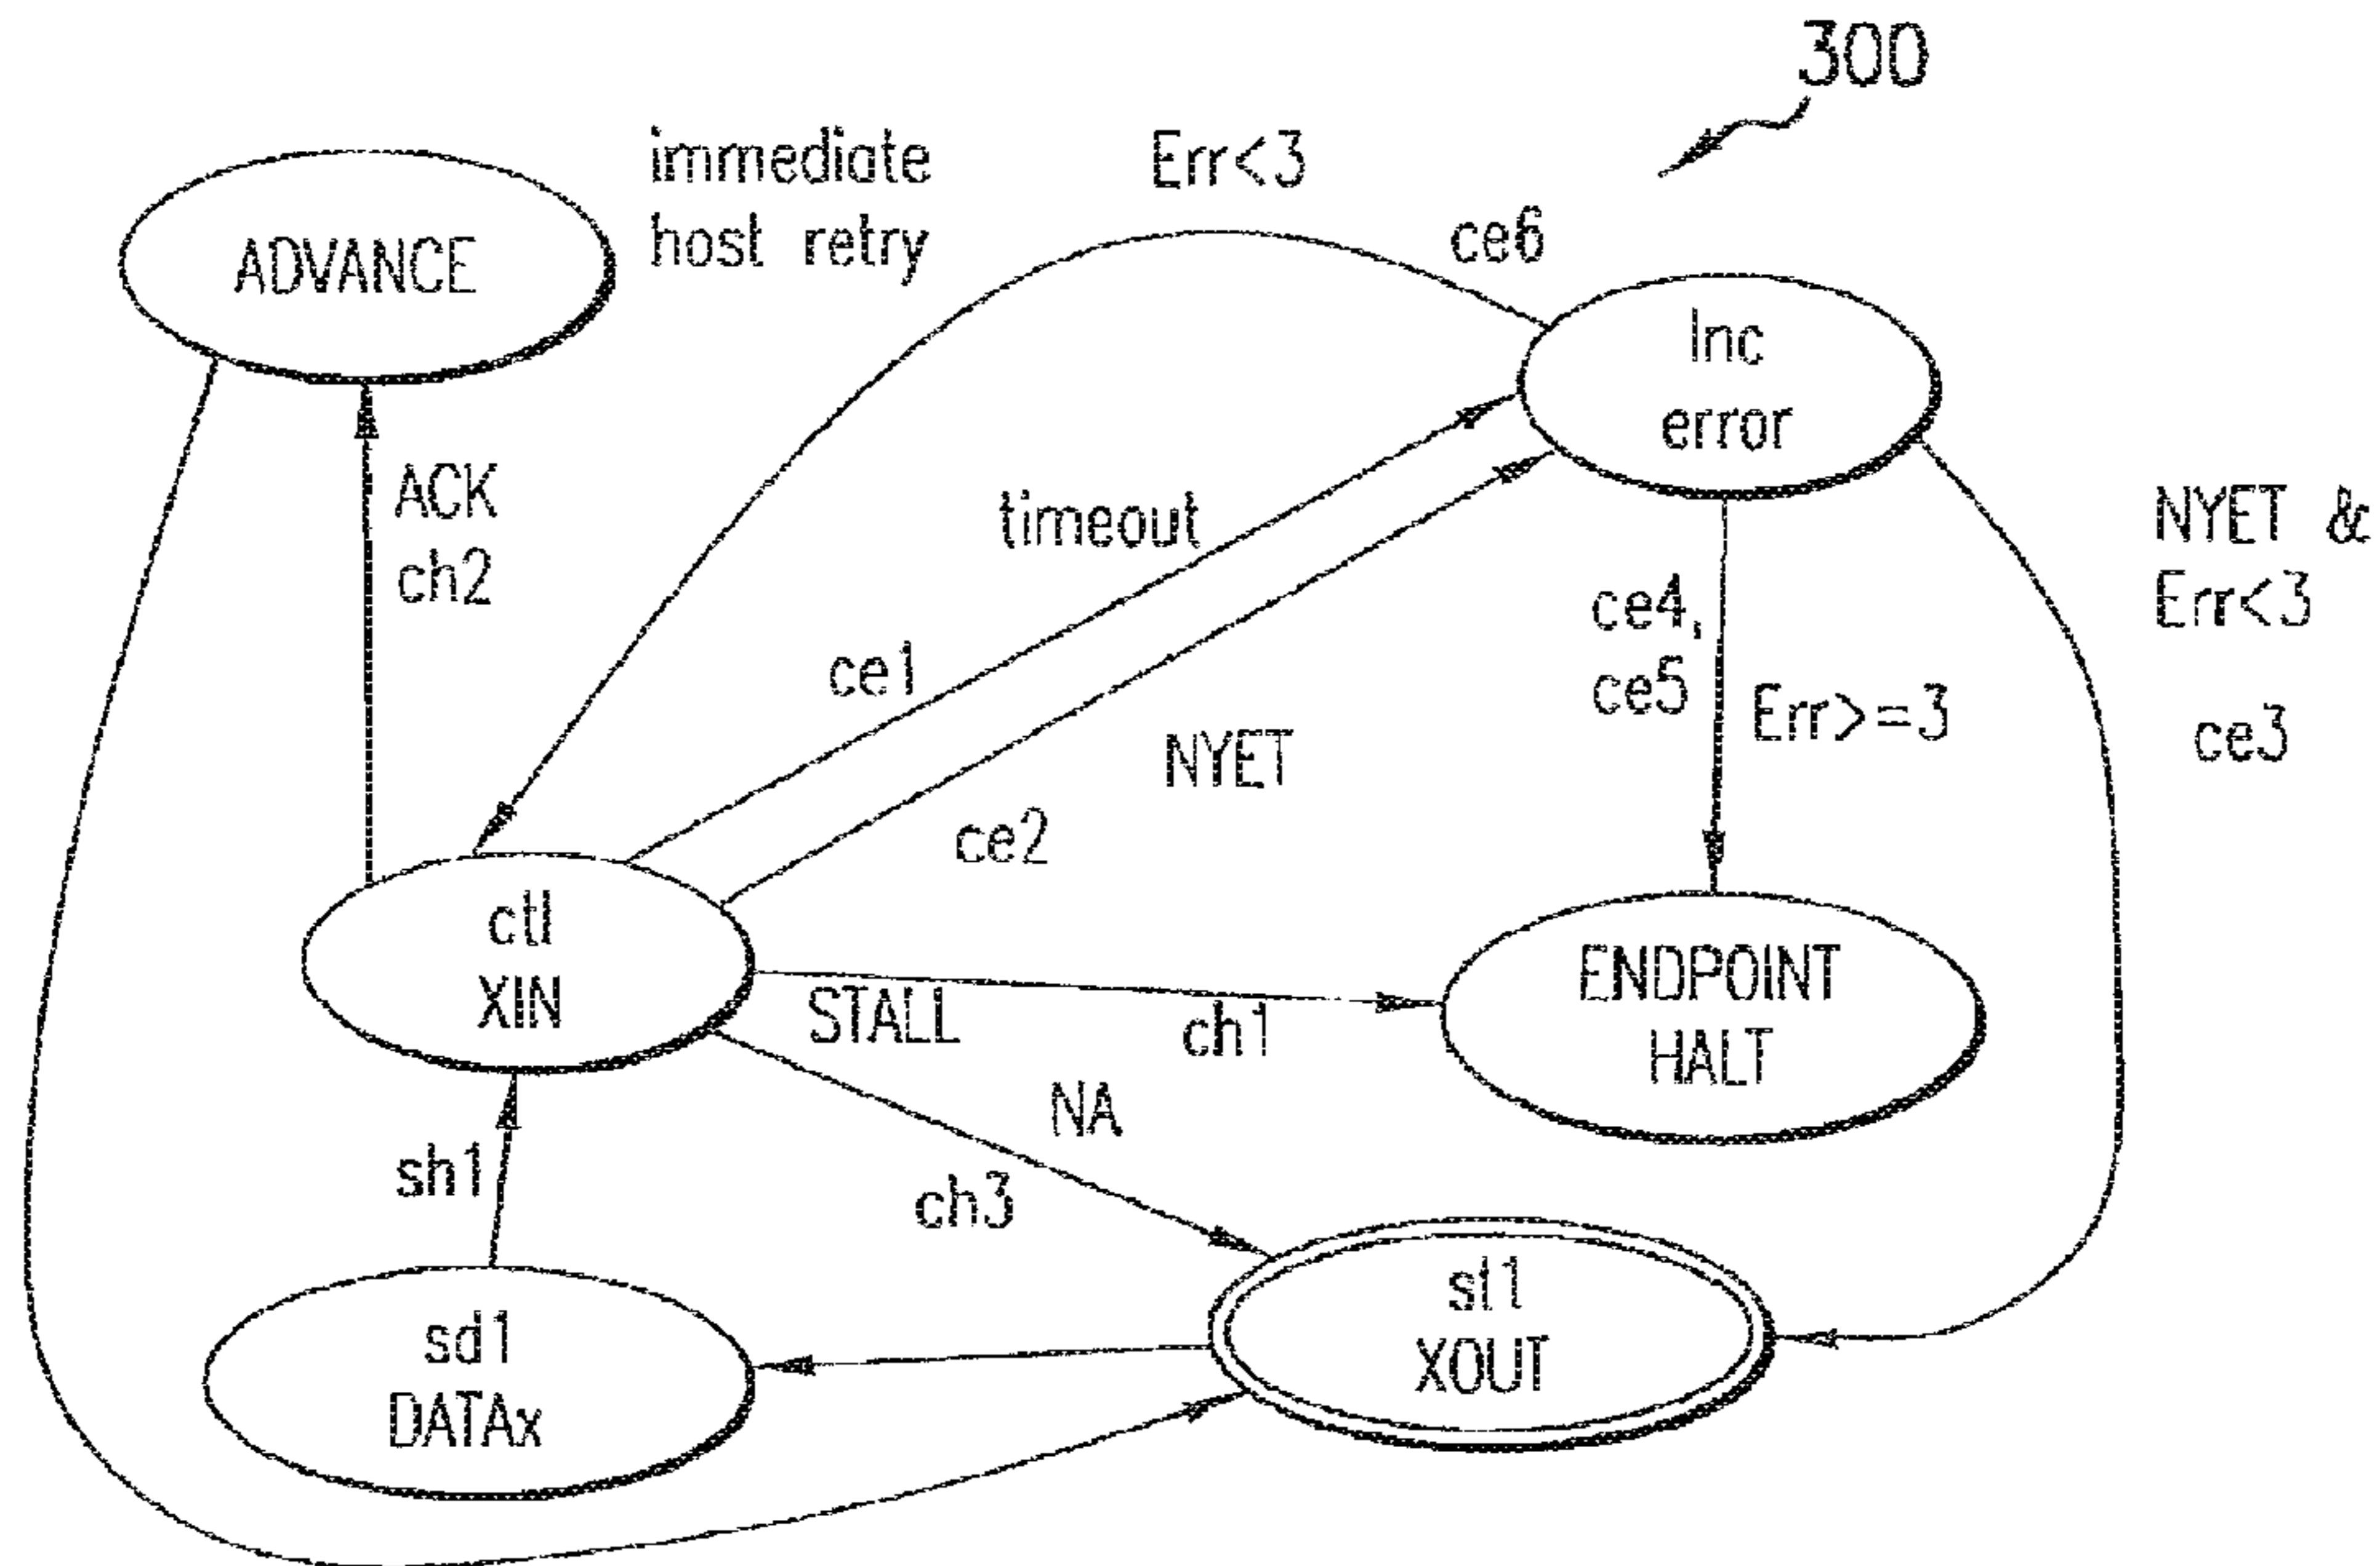 300
immediate
host retry
Err<3
ce6
ADVANCE
Inc
error
ACK
ch2
timeout
NYET &
Err<3
ce3
ce4,
ce5
Err>=3
ce1
NYET
ce2
ctl
XIN
STALL
ch1
ENDPOINT
HALT
NA
ch3
sh1
st1
XOUT
sd1
DATAx